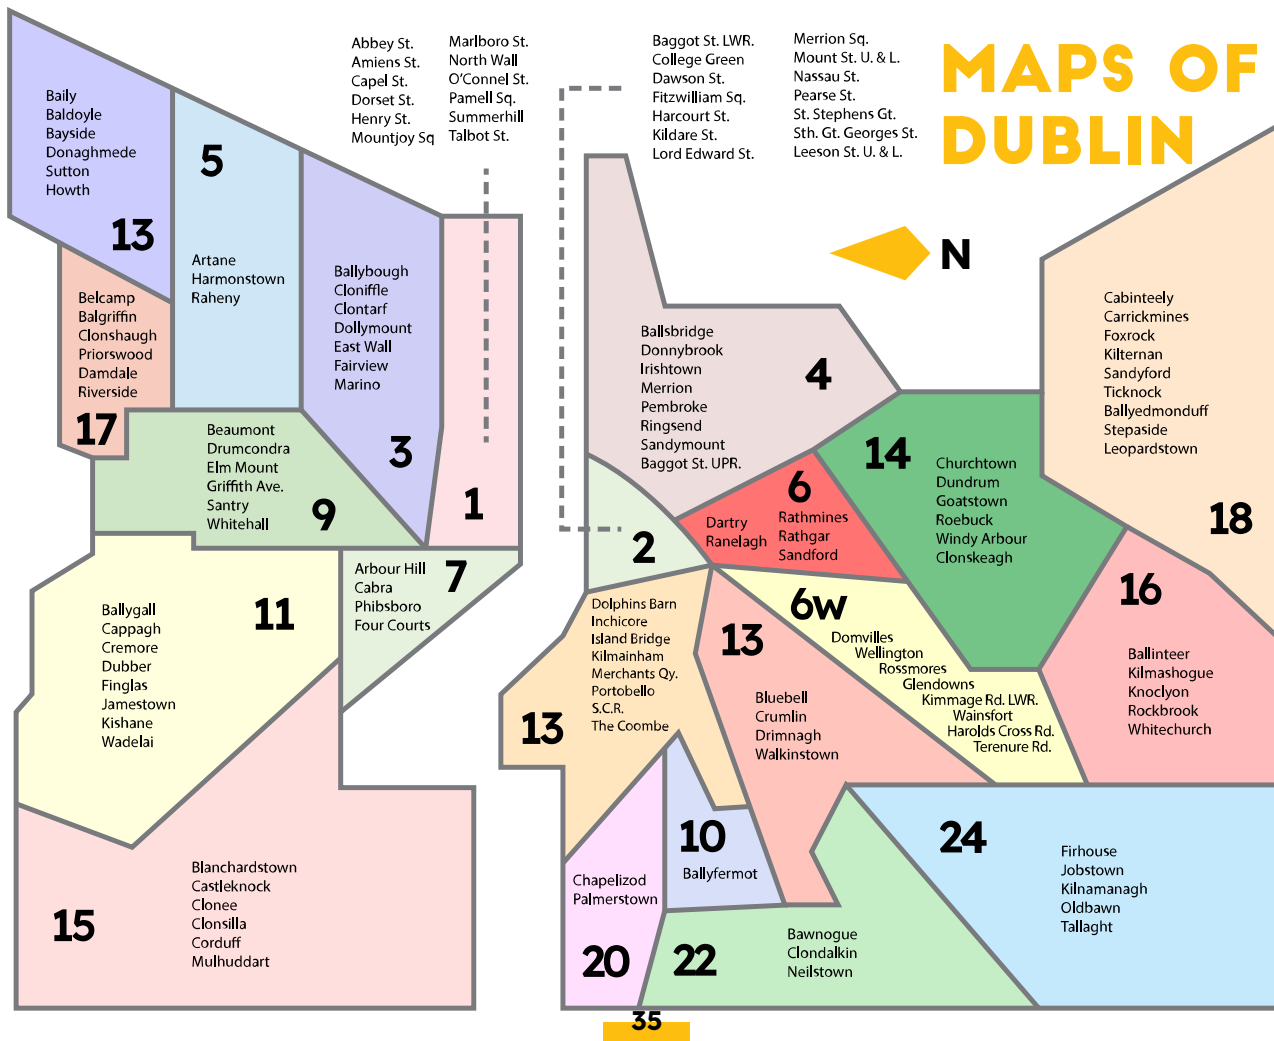 MAPS OF
DUBLIN
Abbey St.
Amiens St.
Capel St.
Dorset St.
Henry St.
Mountjoy Sq
Marlboro St.
North Wall
O'Connel St.
Pamell Sq.
Summerhill
Talbot St.
Baggot St. LWR.
College Green
Dawson St.
Fitzwilliam Sq.
Harcourt St.
Kildare St.
Lord Edward St.
Merrion Sq.
Mount St. U. & L.
Nassau St.
Pearse St.
St. Stephens Gt.
Sth. Gt. Georges St.
Leeson St. U. & L.
N
Baily
Baldoyle
Bayside
Donaghmede
Sutton
Howth
13
5
Artane
Harmonstown
Raheny
Ballybough
Cloniffle
Clontarf
Dollymount
East Wall
Fairview
Marino
3
1
Belcamp
Balgriffin
Clonshaugh
Priorswood
Damdale
Riverside
17
Beaumont
Drumcondra
Elm Mount
Griffith Ave.
Santry
Whitehall
9
Arbour Hill
Cabra
Phibsboro
Four Courts
7
Ballygall
Cappagh
Cremore
Dubber
Finglas
Jamestown
Kishane
Wadelai
11
15
Blanchardstown
Castleknock
Clonee
Clonsilla
Corduff
Mulhuddart
Ballsbridge
Donnybrook
Irishtown
Merrion
Pembroke
Ringsend
Sandymount
Baggot St. UPR.
4
2
Dartry
Ranelagh
6
Rathmines
Rathgar
Sandford
14
Churchtown
Dundrum
Goatstown
Roebuck
Windy Arbour
Clonskeagh
Cabinteely
Carrickmines
Foxrock
Kilternan
Sandyford
Ticknock
Ballyedmonduff
Stepaside
Leopardstown
18
16
Ballinteer
Kilmashogue
Knoclyon
Rockbrook
Whitechurch
6w
Domvilles
Wellington
Rossmores
Glendowns
Kimmage Rd. LWR.
Wainsfort
Harolds Cross Rd.
Terenure Rd.
13
Bluebell
Crumlin
Drimnagh
Walkinstown
Dolphins Barn
Inchicore
Island Bridge
Kilmainham
Merchants Qy.
Portobello
S.C.R.
The Coombe
13
10
Ballyfermot
Chapelizod
Palmerstown
20
22
Bawnogue
Clondalkin
Neilstown
24
Firhouse
Jobstown
Kilnamanagh
Oldbawn
Tallaght
35